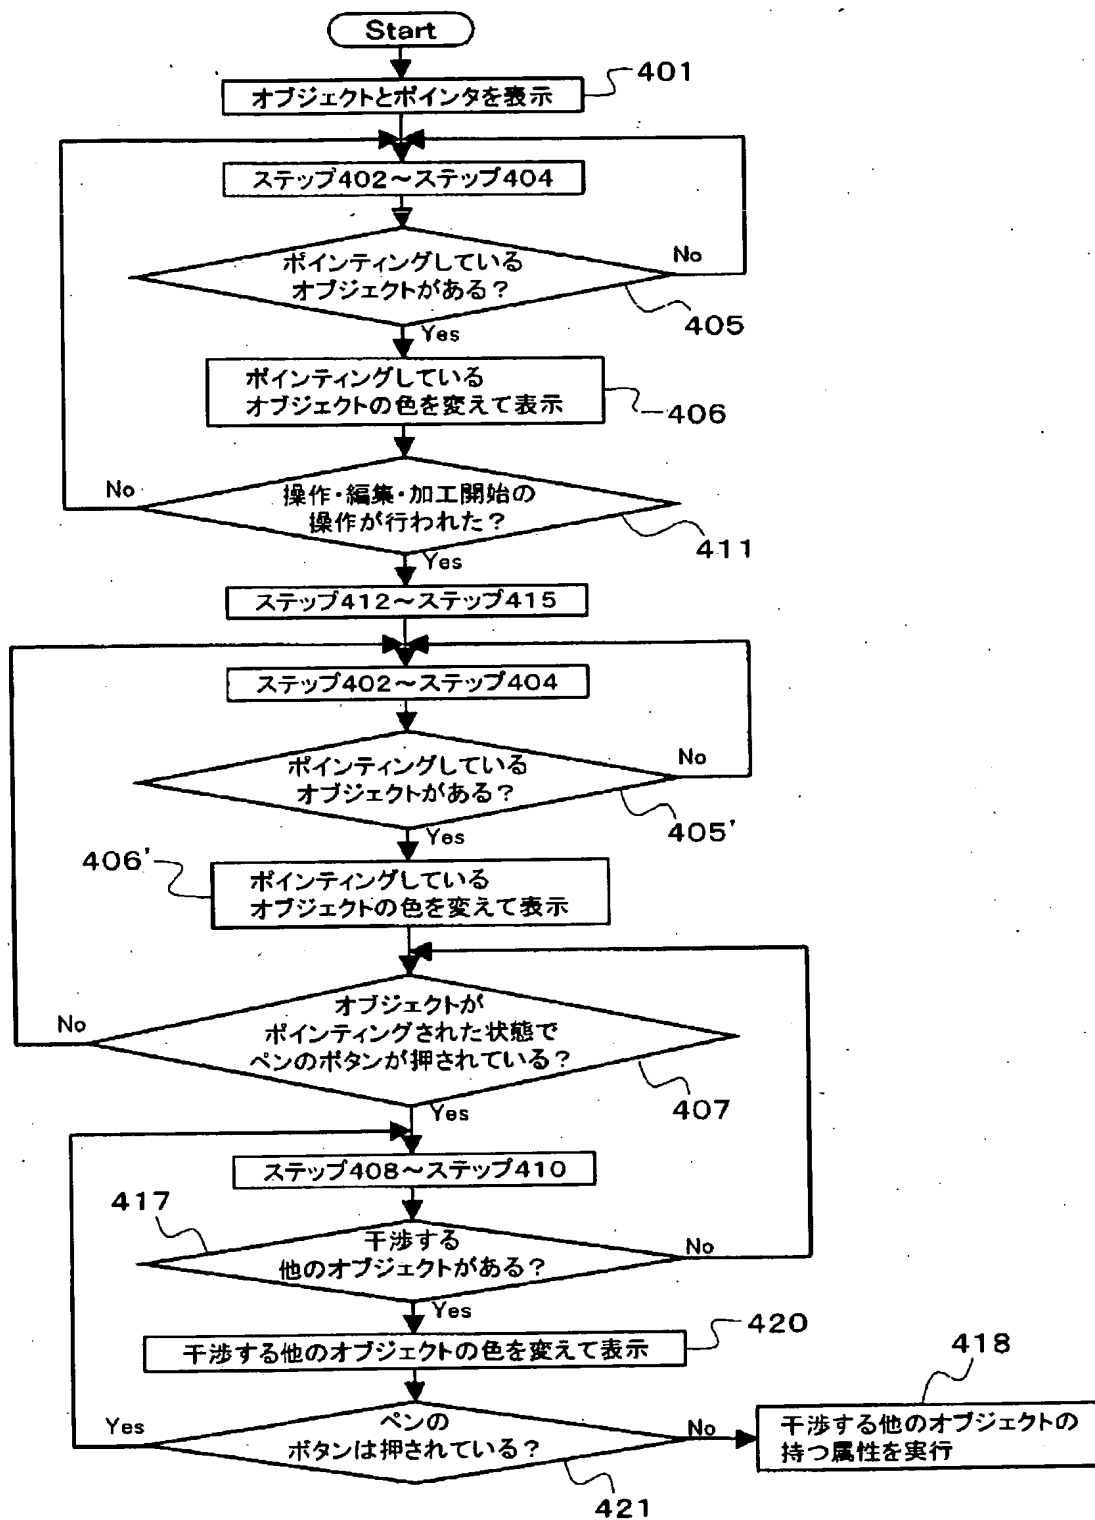 Start
オブジェクトとポインタを表示
401
ステップ402～ステップ404
ポインティングしている
オブジェクトがある？
No
405
Yes
ポインティングしている
オブジェクトの色を変えて表示
406
操作・編集・加工開始の
操作が行われた？
No
411
Yes
ステップ412～ステップ415
ステップ402～ステップ404
ポインティングしている
オブジェクトがある？
No
405'
Yes
406'
ポインティングしている
オブジェクトの色を変えて表示
オブジェクトが
ポインティングされた状態で
ペンのボタンが押されている？
No
407
Yes
ステップ408～ステップ410
417
干渉する
他のオブジェクトがある？
No
Yes
干渉する他のオブジェクトの色を変えて表示
420
ペンの
ボタンは押されている？
Yes
No
421
418
干渉する他のオブジェクトの
持つ属性を実行